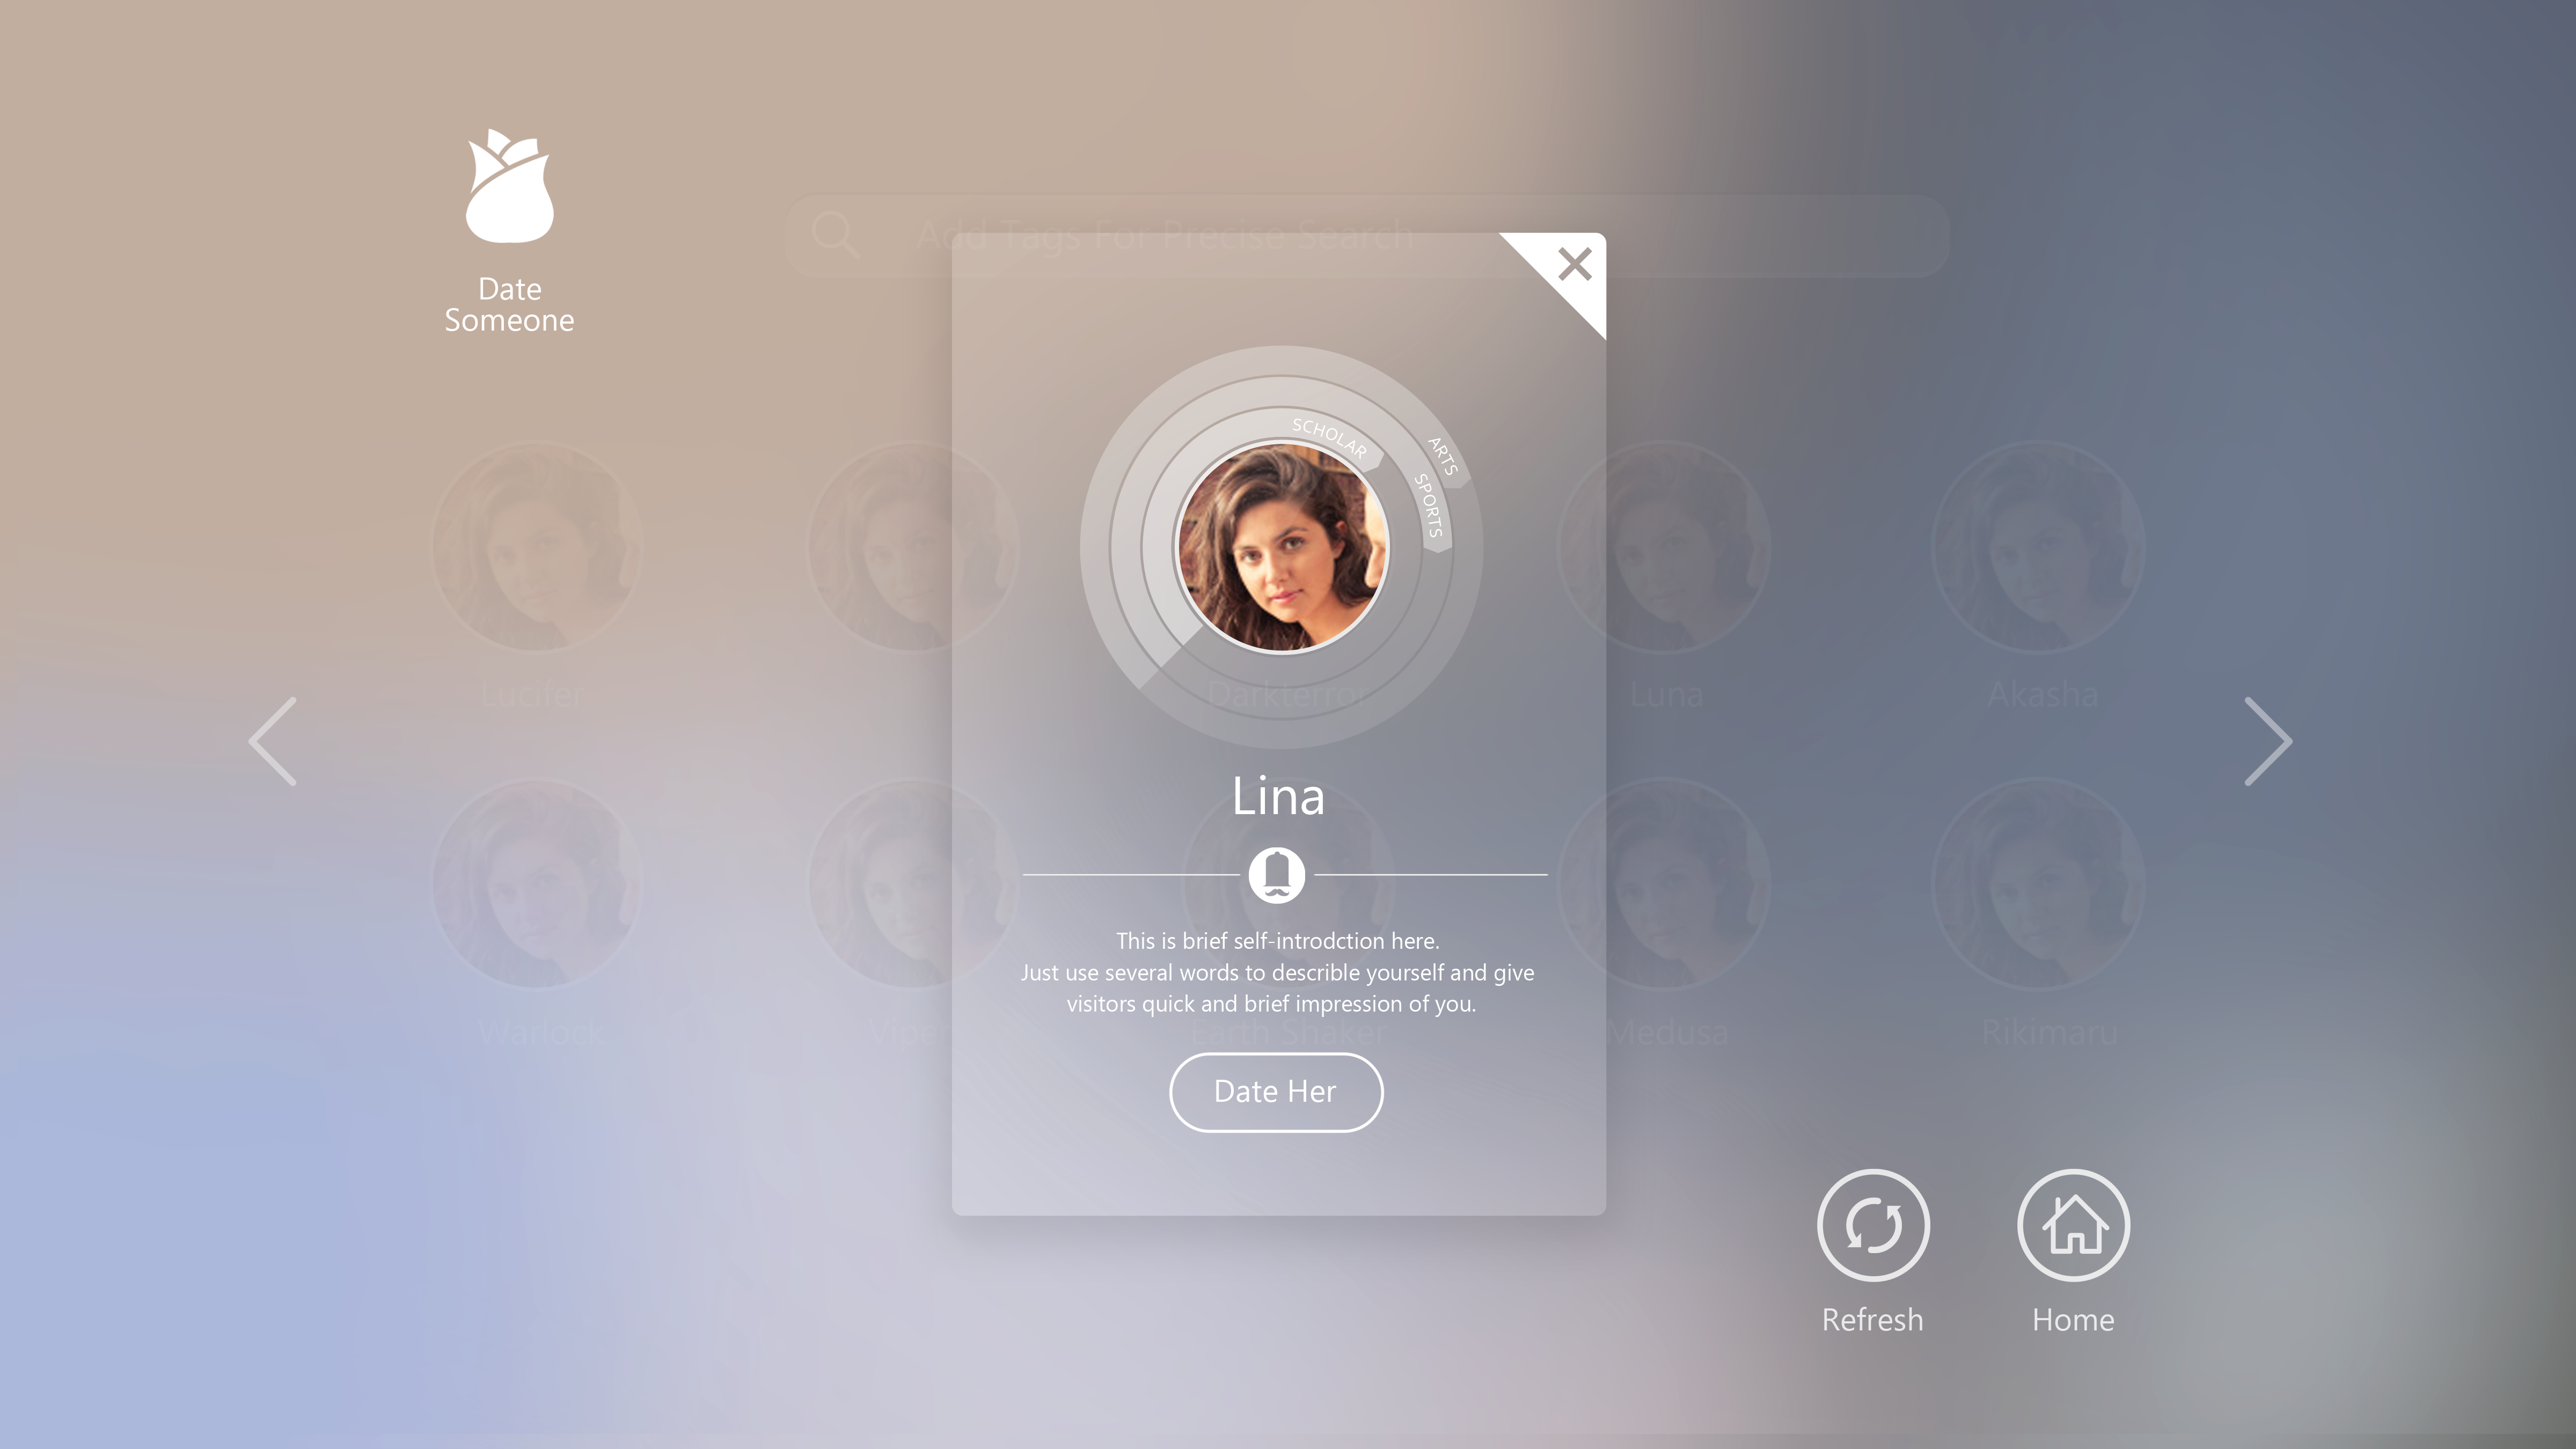 Date
Someone
Add Tags For Precise Search
SCHOLAR
ARTS
SPORTS
Lucifer
Darkterror
Luna
Akasha
Lina
This is brief self-introdction here.
Just use several words to describle yourself and give
visitors quick and brief impression of you.
Warlock
Viper
Earth Shaker
Medusa
Rikimaru
Date Her
Refresh
Home